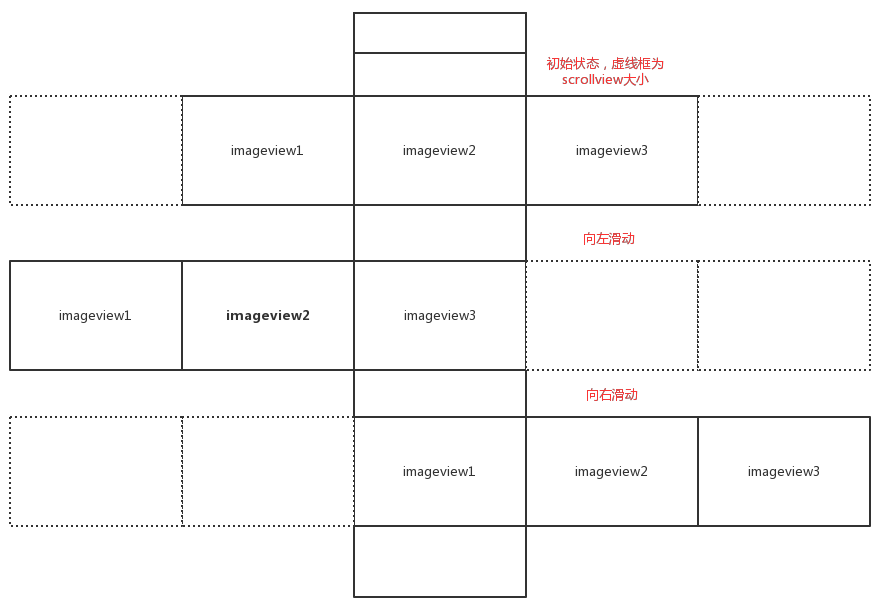 初始状态，虚线框为
scrollview大小
imageview1
imageview2
imageview3
向左滑动
imageview1
imageview2
imageview3
向右滑动
imageview1
imageview2
imageview3